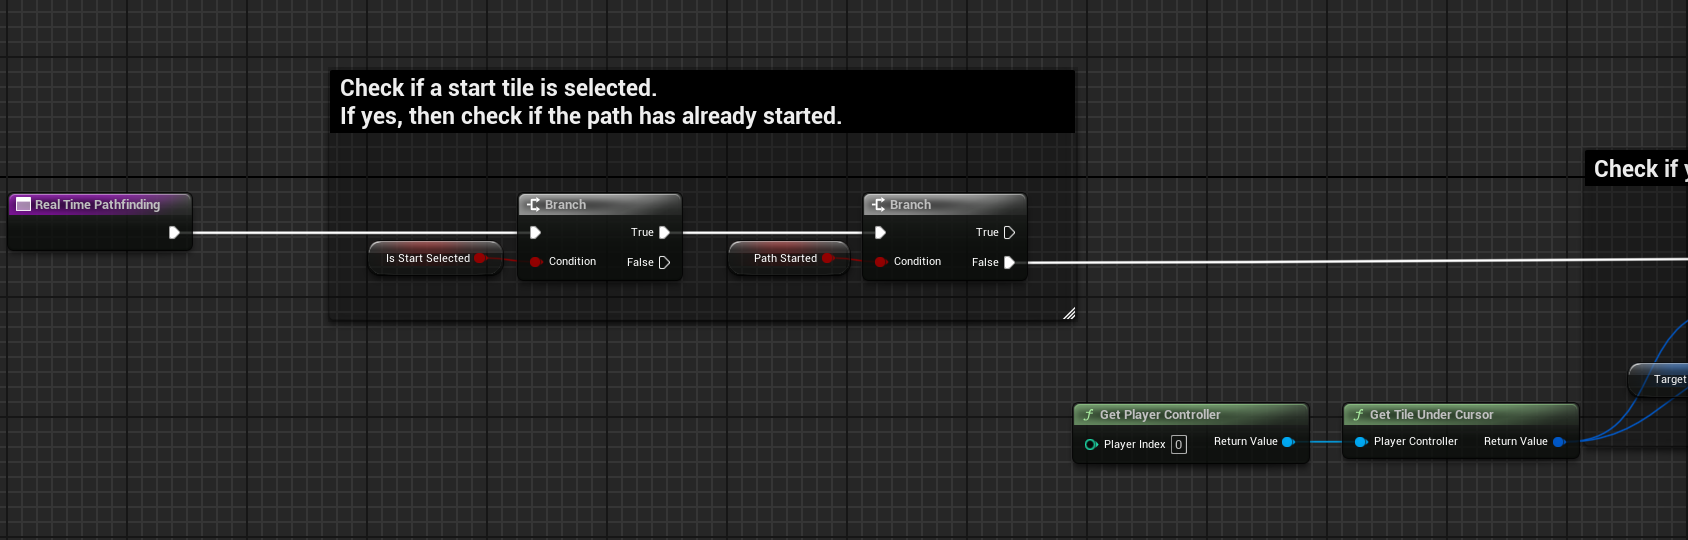 Check if a start tile is selected.
If yes, then check if the path has already started.
Check if
Real Time Pathfinding
Branch
True
Is Start Selected
Condition
False
Branch
True
Path Started
Condition
False
Target
Get Player Controller
Player Index 0
Return Value
Get Tile Under Cursor
Player Controller
Return Value